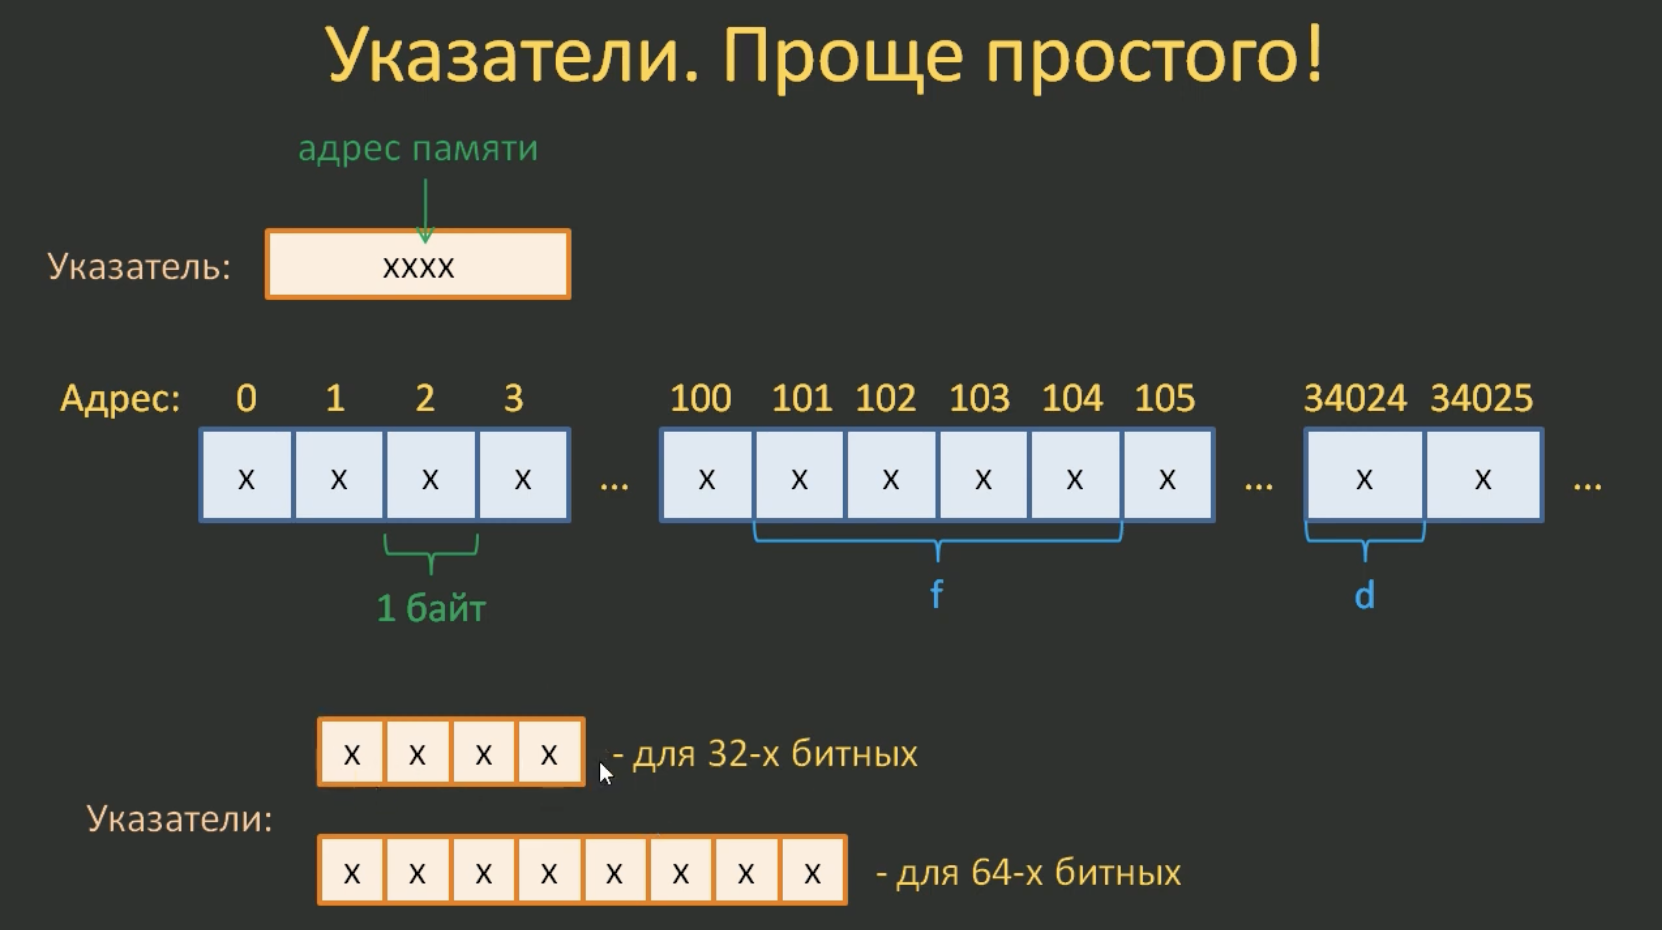 Указатели. Проще простого!
адрес памяти
Указатель: xxxx
Адрес: 0 1 2 3 100 101 102 103 104 105 34024 34025
x x x x ... x x x x x x ... x x ...
1 байт f d
x x x x - для 32-х битных
Указатели:
x x x x x x x x - для 64-х битных